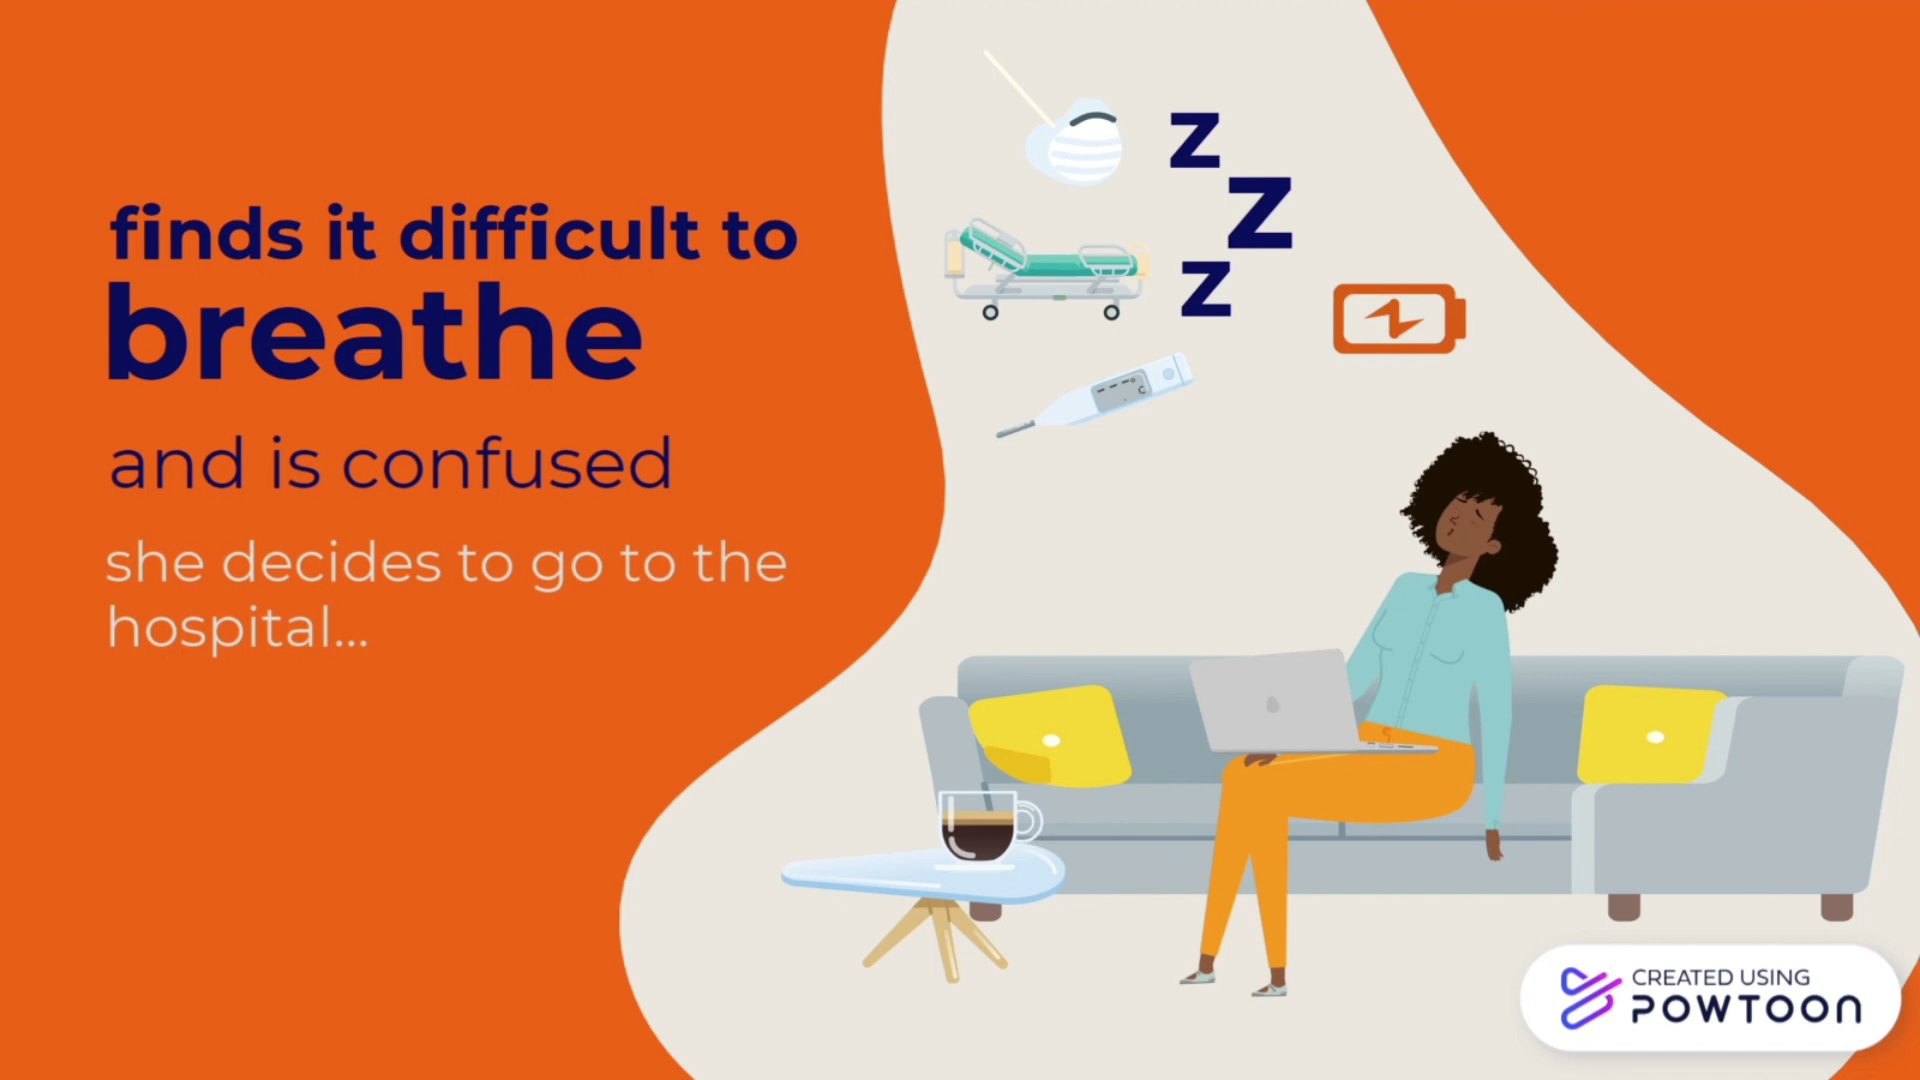 finds it difficult to
breathe
and is confused
she decides to go to the
hospital...
z
z
z
CREATED USING
POWTOON